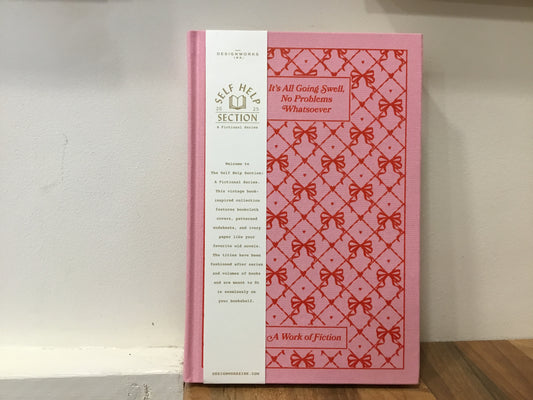 DESIGNWORKS
INK.
SELF HELP
20 25
SECTION
A Fictional Series
Welcome to
The Self Help Section:
A Fictional Series.
This vintage book-
inspired collection
features bookcloth
covers, patterned
endsheets, and ivory
paper like your
favorite old novels.
The titles have been
fashioned after series
and volumes of books
and are meant to fit
in seamlessly on
your bookshelf.
DESIGNWORKSINK.COM
It's All Going Swell,
No Problems
Whatsoever
A Work of Fiction